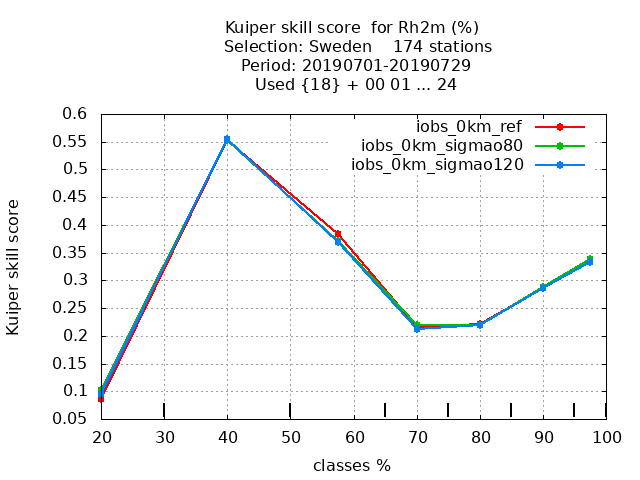 Kuiper skill score  for Rh2m (%)
Selection: Sweden    174 stations
Period: 20190701-20190729
Used {18} + 00 01 ... 24
iobs_0km_ref
iobs_0km_sigmao80
iobs_0km_sigmao120
Kuiper skill score
0.6
0.55
0.5
0.45
0.4
0.35
0.3
0.25
0.2
0.15
0.1
0.05
20 30 40 50 60 70 80 90 100
classes %